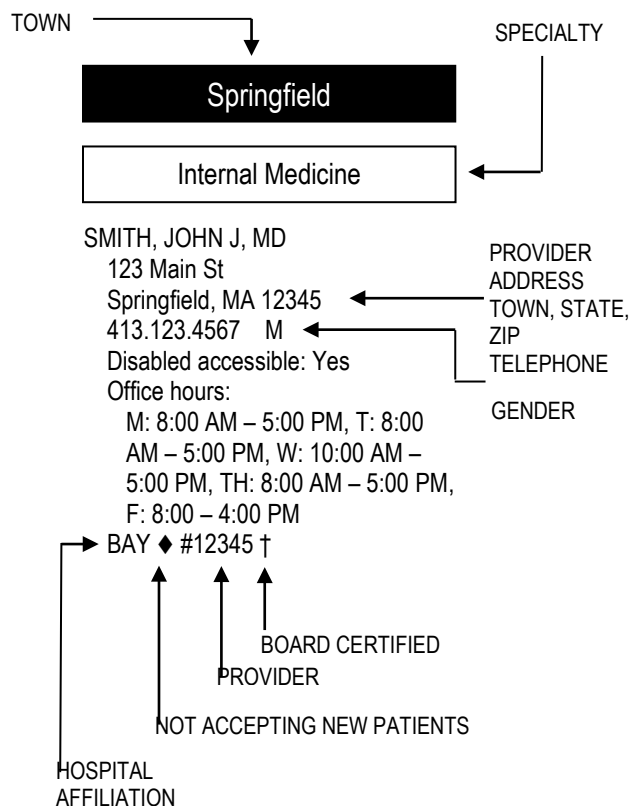 TOWN
SPECIALTY
Springfield
Internal Medicine
SMITH, JOHN J, MD
123 Main St
Springfield, MA 12345
413.123.4567 M
Disabled accessible: Yes
Office hours:
M: 8:00 AM – 5:00 PM, T: 8:00
AM – 5:00 PM, W: 10:00 AM –
5:00 PM, TH: 8:00 AM – 5:00 PM,
F: 8:00 – 4:00 PM
BAY ♦ #12345 †
PROVIDER
ADDRESS
TOWN, STATE,
ZIP
TELEPHONE
GENDER
BOARD CERTIFIED
PROVIDER
NOT ACCEPTING NEW PATIENTS
HOSPITAL
AFFILIATION